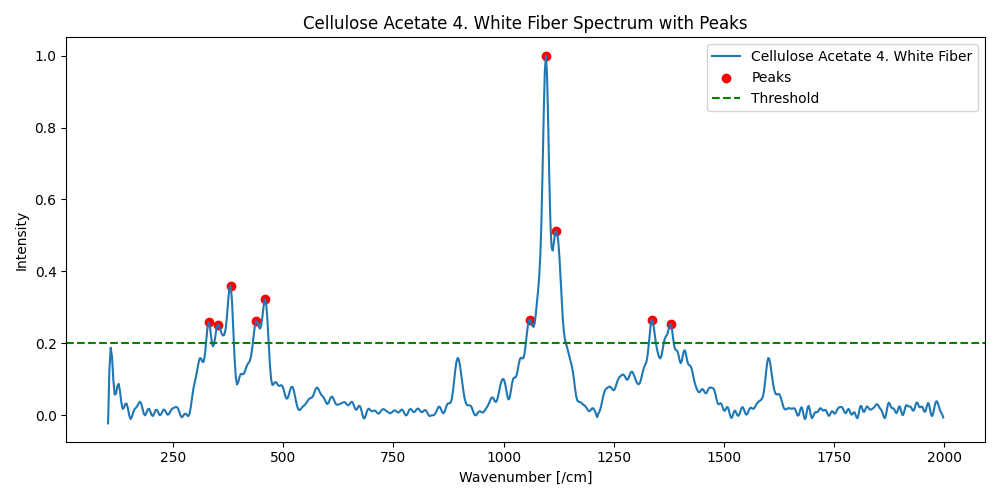 Cellulose Acetate 4. White Fiber Spectrum with Peaks
Cellulose Acetate 4. White Fiber
Peaks
Threshold
Intensity
1.0
0.8
0.6
0.4
0.2
0.0
250 500 750 1000 1250 1500 1750 2000
Wavenumber [/cm]